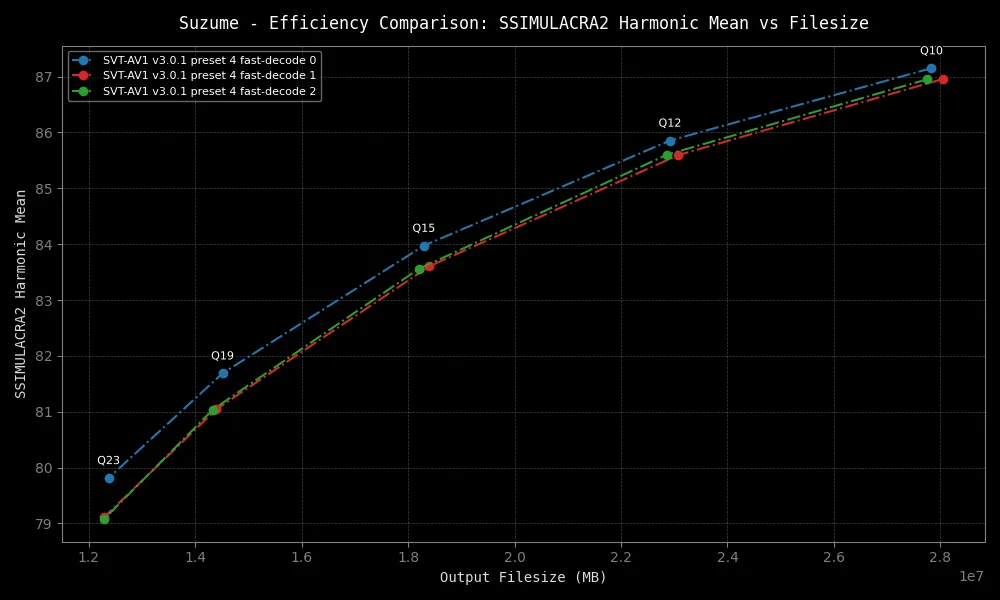 Suzume - Efficiency Comparison: SSIMULACRA2 Harmonic Mean vs Filesize
SVT-AV1 v3.0.1 preset 4 fast-decode 0
SVT-AV1 v3.0.1 preset 4 fast-decode 1
SVT-AV1 v3.0.1 preset 4 fast-decode 2
Q10
Q12
Q15
Q19
Q23
SSIMULACRA2 Harmonic Mean
87
86
85
84
83
82
81
80
79
1.2 1.4 1.6 1.8 2.0 2.2 2.4 2.6 2.8
1e7
Output Filesize (MB)